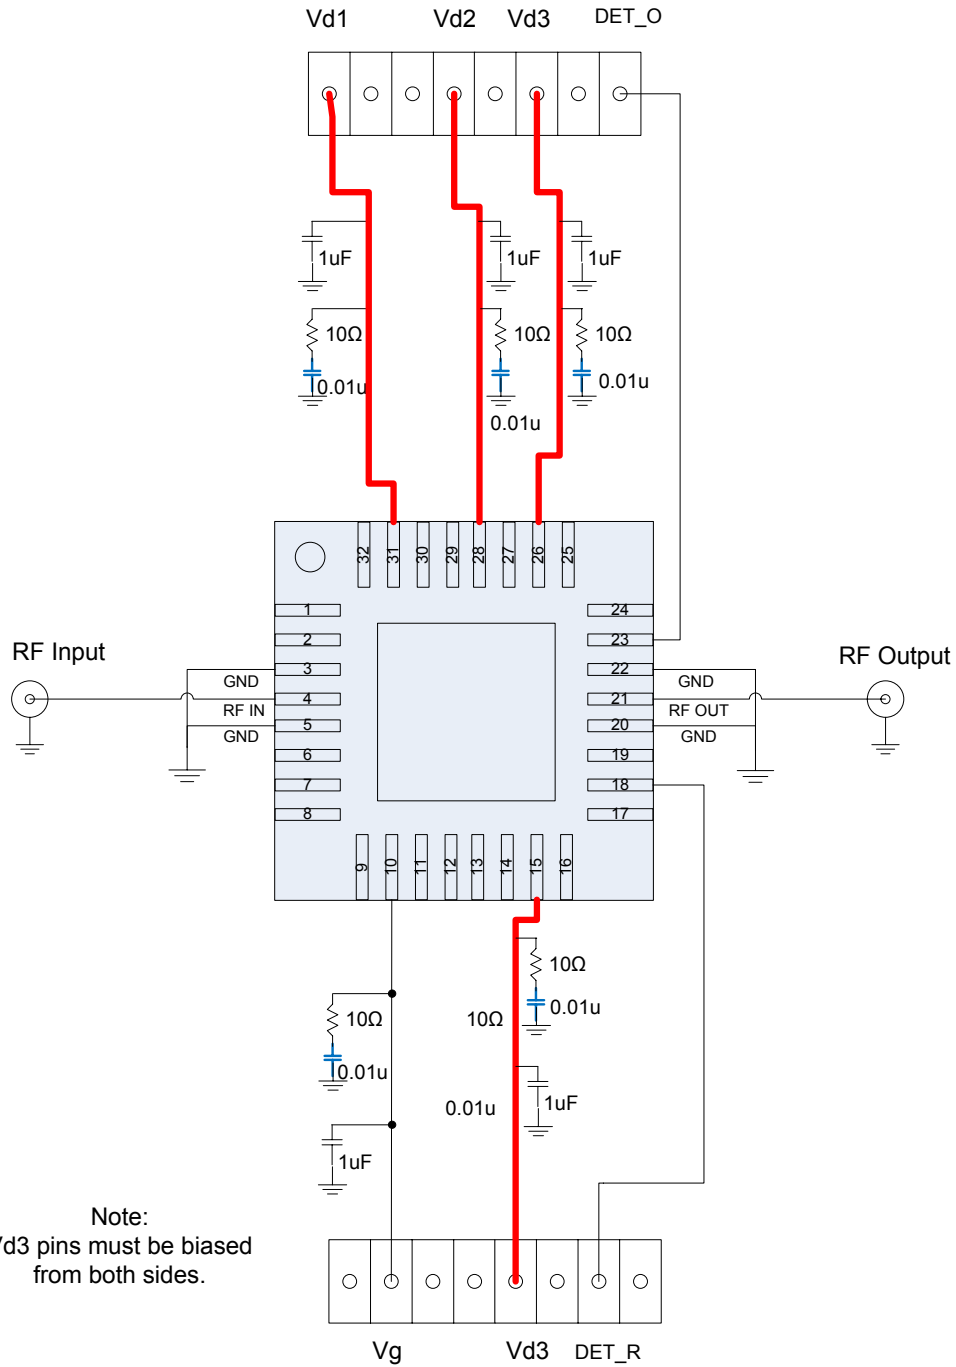 Vd1 Vd2 Vd3 DET_O
1uF 1uF 1uF
10Ω 10Ω 10Ω
0.01u 0.01u 0.01u
32 31 30 29 28 27 26 25
1 24
2 23
RF Input 3 22 RF Output
GND GND
4 21
RF IN RF OUT
5 20
GND GND
6 19
7 18
8 17
9 10 11 12 13 14 15 16
10Ω
0.01u
10Ω 10Ω
0.01u
0.01u 1uF
1uF
Note:
Vd3 pins must be biased
from both sides.
Vg Vd3 DET_R